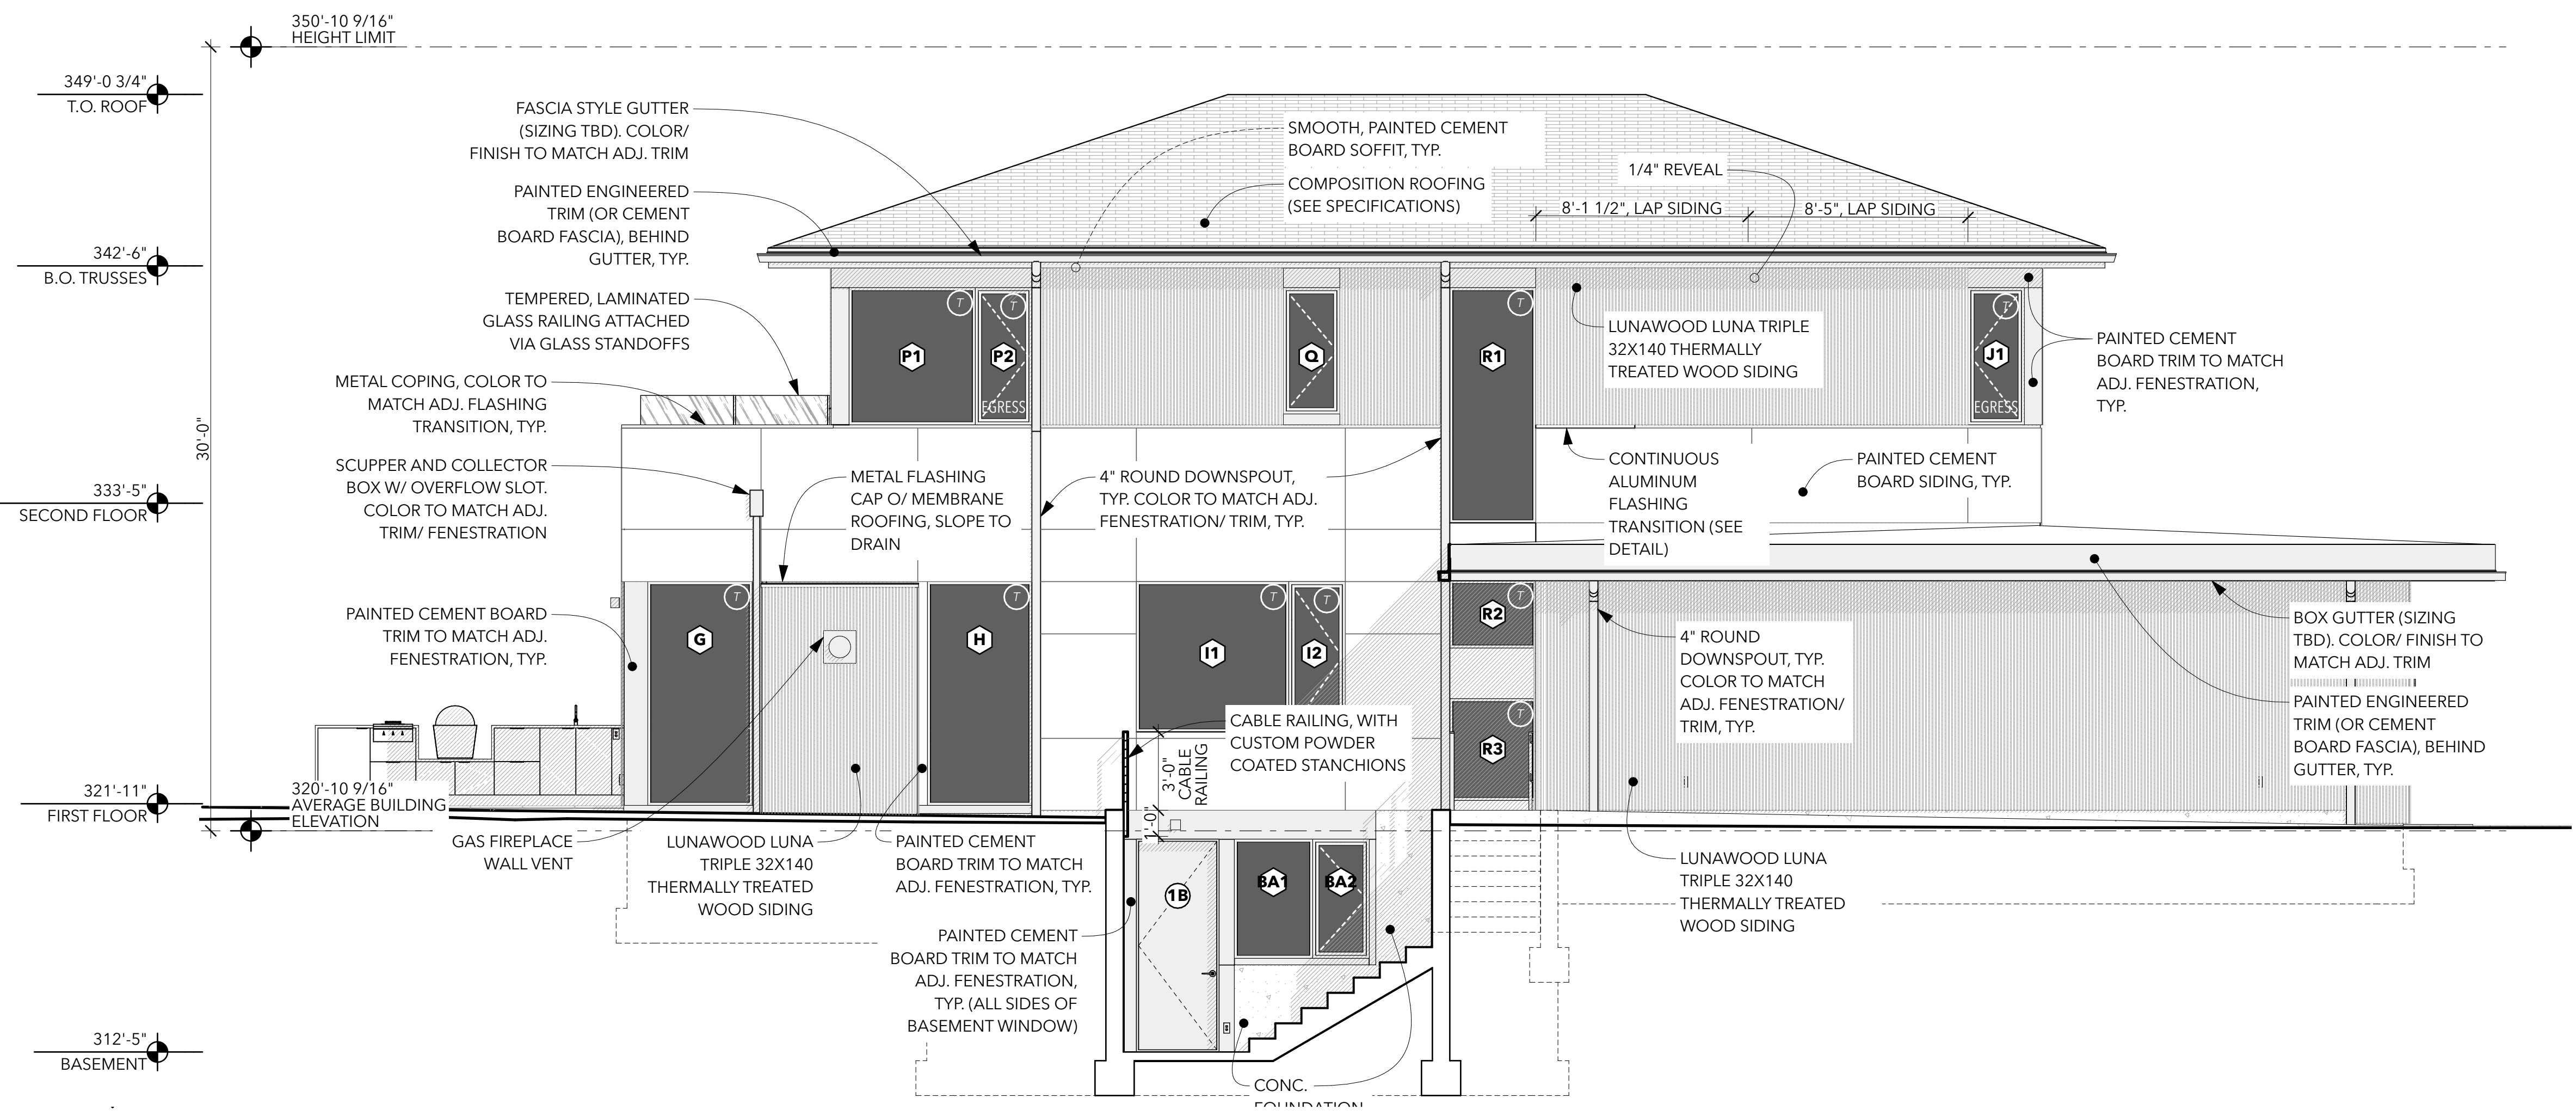 350'-10 9/16"
HEIGHT LIMIT
349'-0 3/4"
T.O. ROOF
342'-6"
B.O. TRUSSES
333'-5"
SECOND FLOOR
321'-11"
FIRST FLOOR
312'-5"
BASEMENT
30'-0"
320'-10 9/16"
AVERAGE BUILDING
ELEVATION
FASCIA STYLE GUTTER
(SIZING TBD). COLOR/
FINISH TO MATCH ADJ. TRIM
PAINTED ENGINEERED
TRIM (OR CEMENT
BOARD FASCIA), BEHIND
GUTTER, TYP.
TEMPERED, LAMINATED
GLASS RAILING ATTACHED
VIA GLASS STANDOFFS
METAL COPING, COLOR TO
MATCH ADJ. FLASHING
TRANSITION, TYP.
SCUPPER AND COLLECTOR
BOX W/ OVERFLOW SLOT.
COLOR TO MATCH ADJ.
TRIM/ FENESTRATION
PAINTED CEMENT BOARD
TRIM TO MATCH ADJ.
FENESTRATION, TYP.
SMOOTH, PAINTED CEMENT
BOARD SOFFIT, TYP.
COMPOSITION ROOFING
(SEE SPECIFICATIONS)
1/4" REVEAL
8'-1 1/2", LAP SIDING
8'-5", LAP SIDING
P1
T
P2
T
EGRESS
Q
R1
T
J1
T
EGRESS
LUNAWOOD LUNA TRIPLE
32X140 THERMALLY
TREATED WOOD SIDING
PAINTED CEMENT
BOARD TRIM TO MATCH
ADJ. FENESTRATION,
TYP.
METAL FLASHING
CAP O/ MEMBRANE
ROOFING, SLOPE TO
DRAIN
4" ROUND DOWNSPOUT,
TYP. COLOR TO MATCH ADJ.
FENESTRATION/ TRIM, TYP.
CONTINUOUS
ALUMINUM
FLASHING
TRANSITION (SEE
DETAIL)
PAINTED CEMENT
BOARD SIDING, TYP.
G
T
H
T
I1
T
I2
T
R2
T
R3
T
4" ROUND
DOWNSPOUT, TYP.
COLOR TO MATCH
ADJ. FENESTRATION/
TRIM, TYP.
BOX GUTTER (SIZING
TBD). COLOR/ FINISH TO
MATCH ADJ. TRIM
PAINTED ENGINEERED
TRIM (OR CEMENT
BOARD FASCIA), BEHIND
GUTTER, TYP.
CABLE RAILING, WITH
CUSTOM POWDER
COATED STANCHIONS
3'-0"
CABLE
RAILING
GAS FIREPLACE
WALL VENT
LUNAWOOD LUNA
TRIPLE 32X140
THERMALLY TREATED
WOOD SIDING
PAINTED CEMENT
BOARD TRIM TO MATCH
ADJ. FENESTRATION, TYP.
PAINTED CEMENT
BOARD TRIM TO MATCH
ADJ. FENESTRATION,
TYP. (ALL SIDES OF
BASEMENT WINDOW)
1B
BA1
BA2
LUNAWOOD LUNA
TRIPLE 32X140
THERMALLY TREATED
WOOD SIDING
CONC.
FOUNDATION